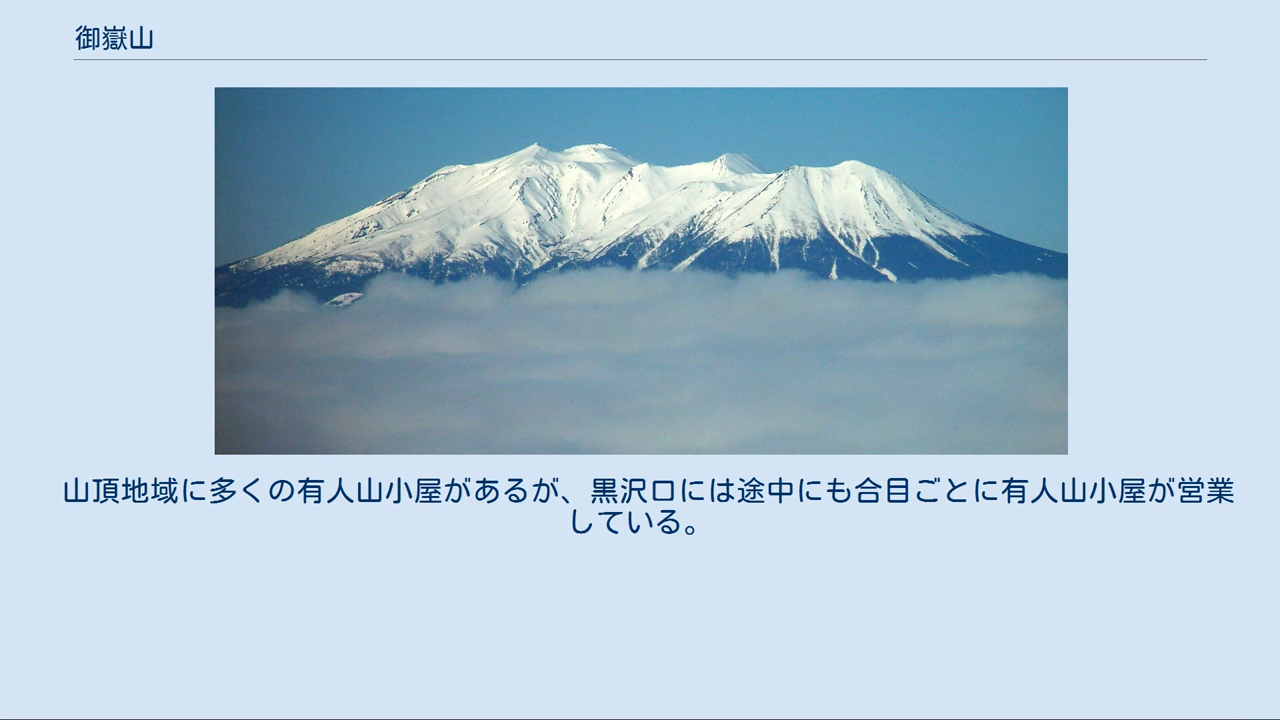 御嶽山
山頂地域に多くの有人山小屋があるが、黒沢口には途中にも合目ごとに有人山小屋が営業
している。